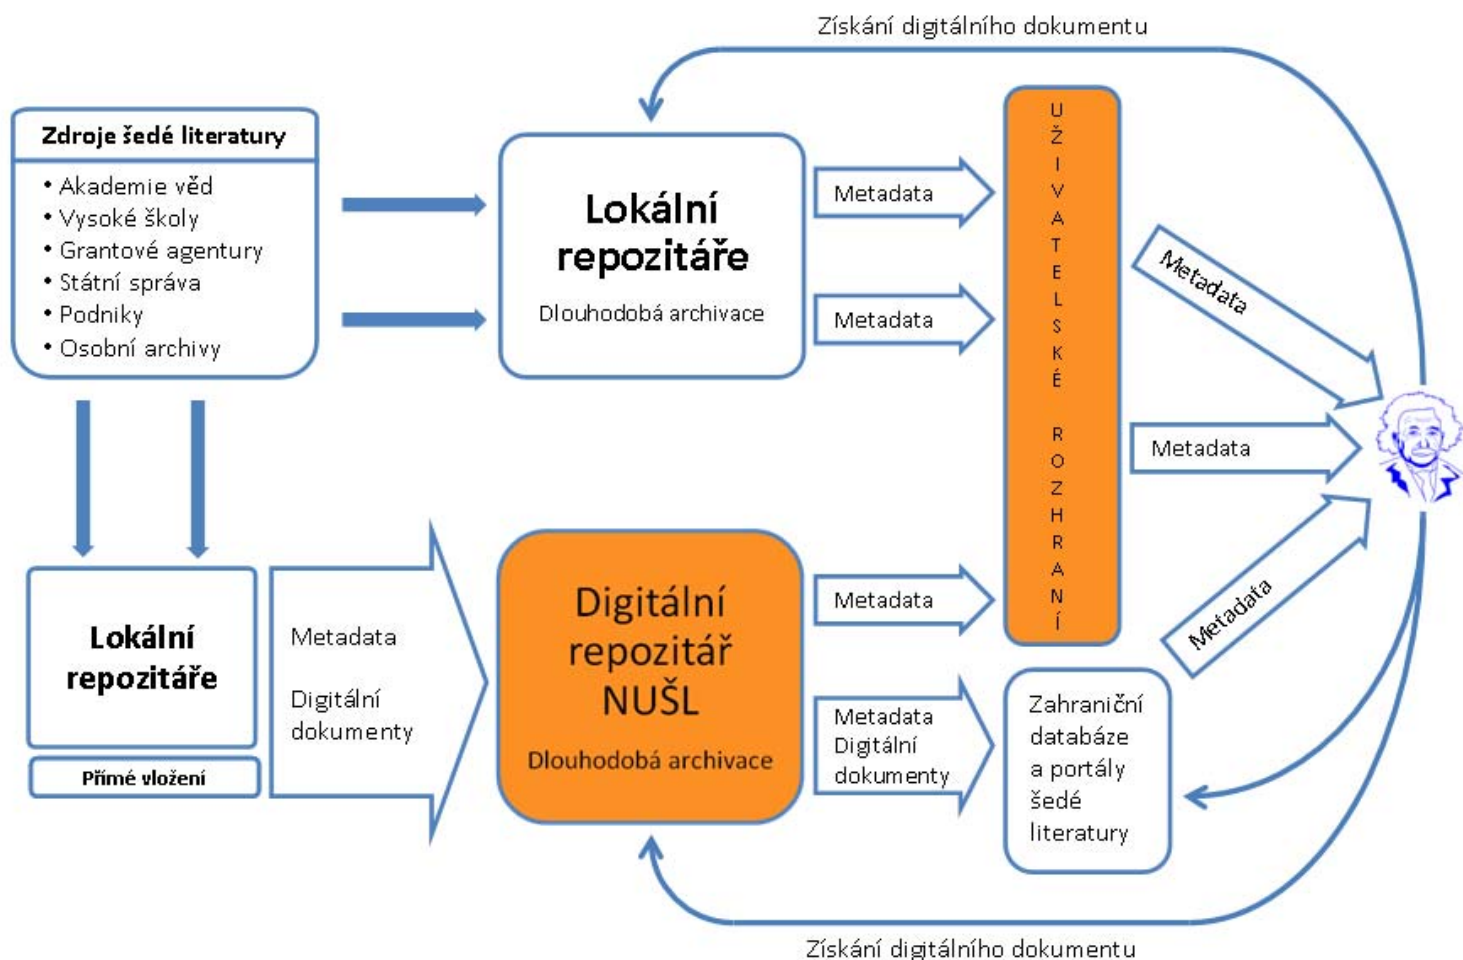 Získání digitálního dokumentu
Zdroje šedé literatury
• Akademie věd
• Vysoké školy
• Grantové agentury
• Státní správa
• Podniky
• Osobní archivy
Lokální
repozitáře
Dlouhodobá archivace
Metadata
Metadata
UŽIVATELSKÉ ROZHRANÍ
Metadata
Metadata
Metadata
Lokální
repozitáře
Přímé vložení
Metadata
Digitální
dokumenty
Digitální
repozitář
NUŠL
Dlouhodobá archivace
Metadata
Metadata
Digitální
dokumenty
Zahraniční
databáze
a portály
šedé
literatury
Získání digitálního dokumentu